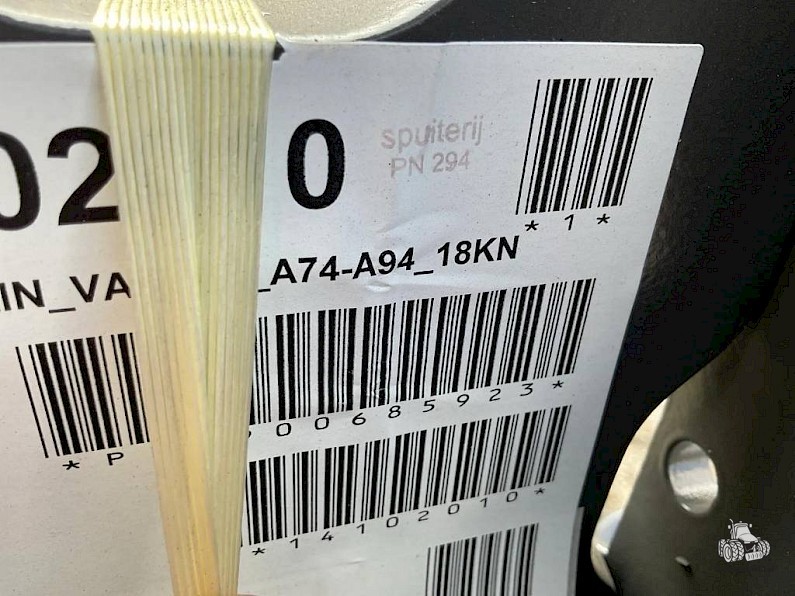 02 0
spuiterij
PN 294
*1*
IN_VA _A74-A94_18KN
*P 00685923*
*14102010*